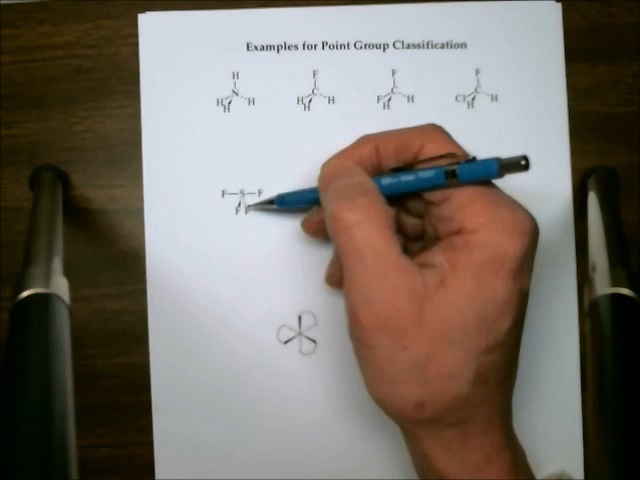 Examples for Point Group Classification
H F F F
N C C C
H H H H H F H Cl H
H H H H
F S F
F F